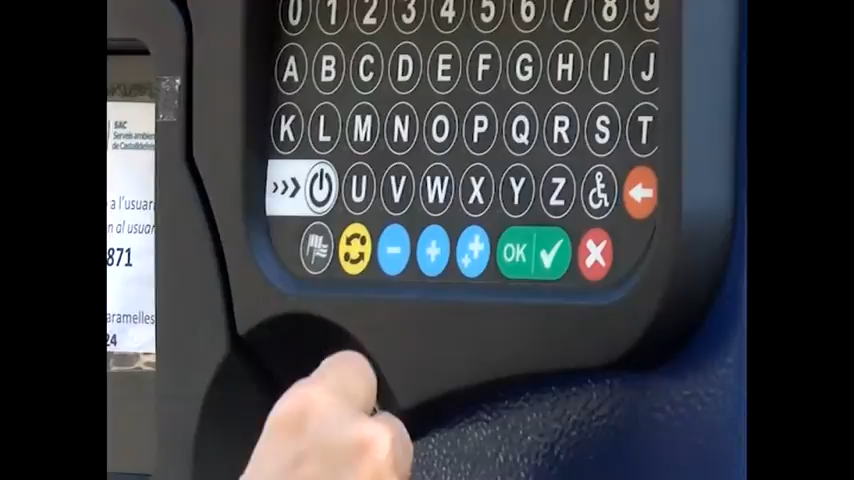 0 1 2 3 4 5 6 7 8 9
A B C D E F G H I J
K L M N O P Q R S T
U V W X Y Z
OK
SAC
Serveis ambien
de Castelldefels
a l'usuari
n al usuar
871
aramelles
24